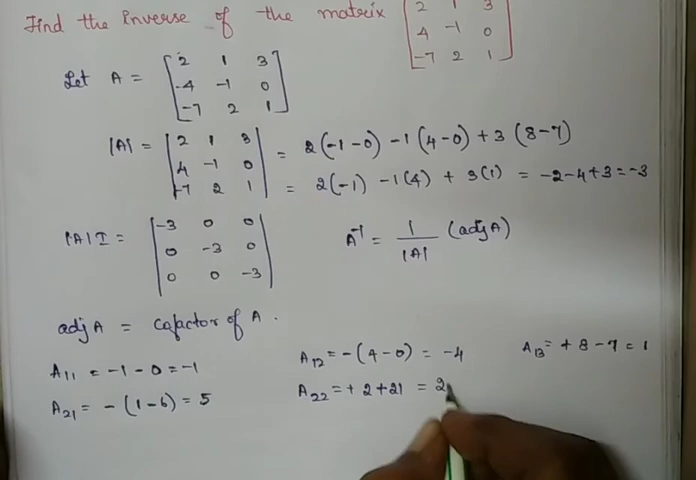 Find the inverse of the matrix [2 1 3
4 -1 0
-7 2 1]
Let A = [2 1 3
-4 -1 0
-7 2 1]
|A| = |2 1 3
4 -1 0
-7 2 1| = 2(-1-0) -1(4-0) +3(8-7)
= 2(-1) -1(4) + 3(1) = -2-4+3=-3
|A|I = |-3 0 0
0 -3 0
0 0 -3|
A⁻¹ = 1/|A| (adj A)
adj A = cofactor of A.
A₁₁ = -1-0=-1 A₁₂=-(4-0) = -4 A₁₃=+8-7=1
A₂₁= -(1-6)=5 A₂₂=+2+21 = 2